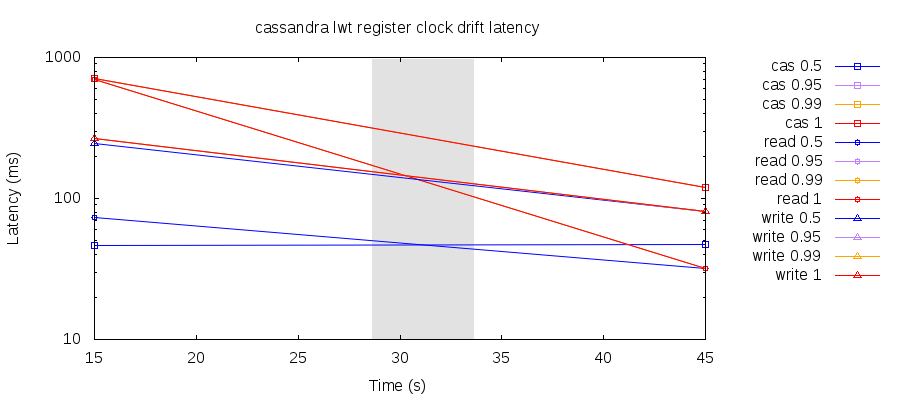 cassandra lwt register clock drift latency
1000
100
10
Latency (ms)
15 20 25 30 35 40 45
Time (s)
cas 0.5
cas 0.95
cas 0.99
cas 1
read 0.5
read 0.95
read 0.99
read 1
write 0.5
write 0.95
write 0.99
write 1